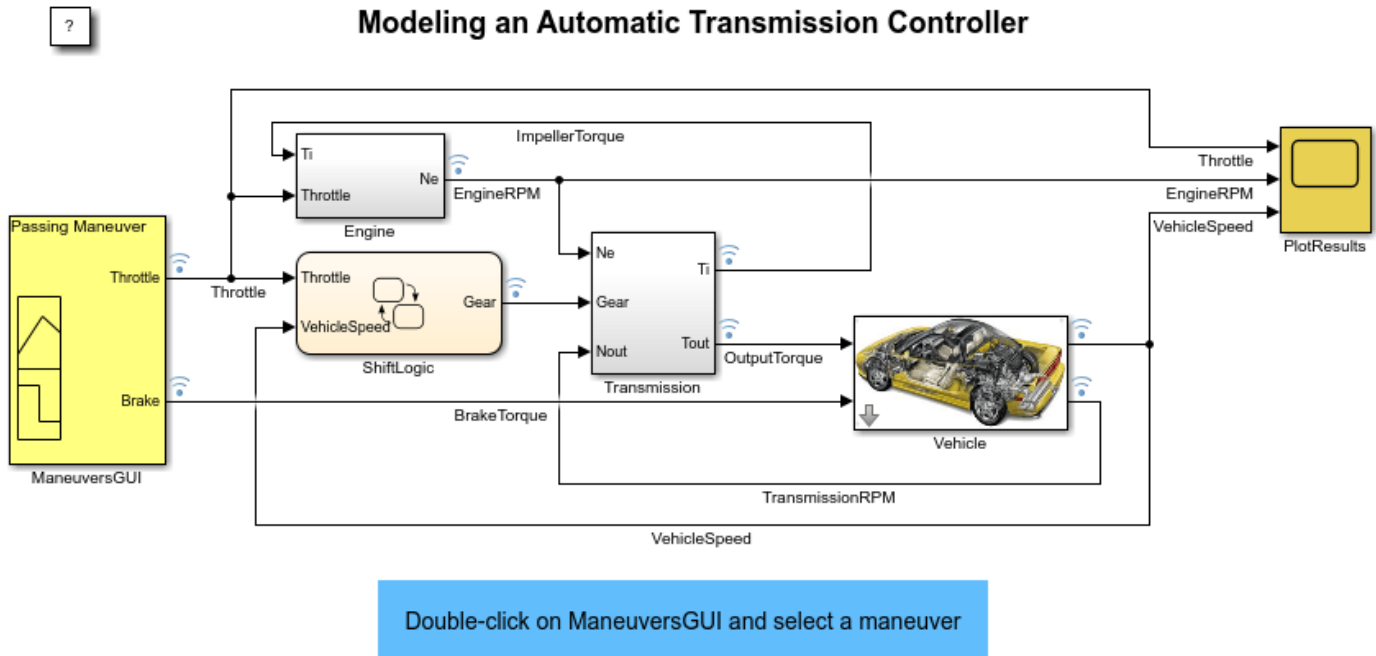 ?
Modeling an Automatic Transmission Controller
ImpellerTorque
Ti
Throttle
Ne
EngineRPM
Engine
Throttle
EngineRPM
VehicleSpeed
PlotResults
Passing Maneuver
Throttle
Brake
ManeuversGUI
Throttle
Throttle
VehicleSpeed
Gear
ShiftLogic
Ne
Gear
Nout
Ti
Tout
Transmission
OutputTorque
BrakeTorque
Vehicle
TransmissionRPM
VehicleSpeed
Double-click on ManeuversGUI and select a maneuver